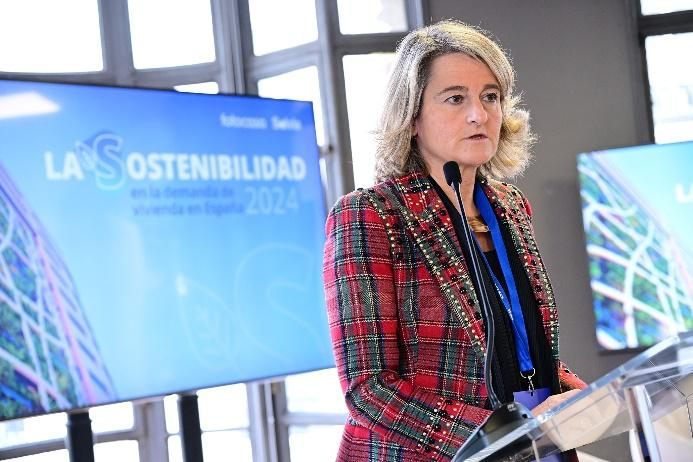 fotocasa Solvia
LA SOSTENIBILIDAD
en la demanda de
vivienda en España 2024